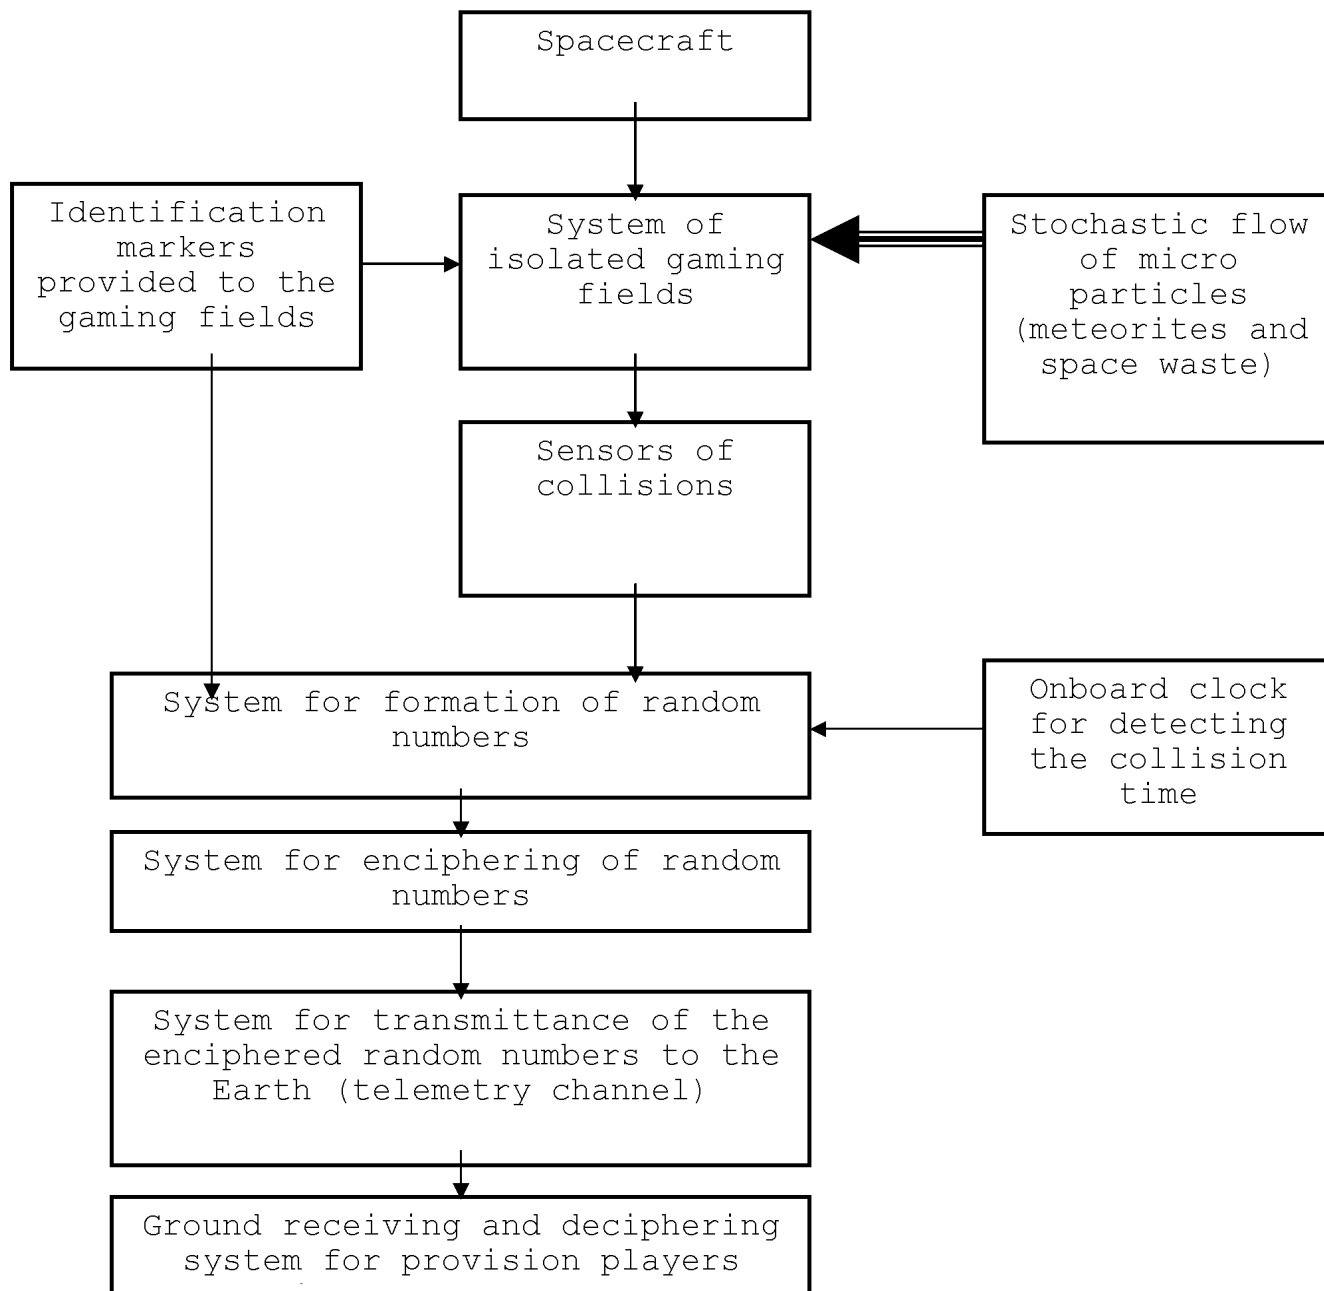 Spacecraft
Identification
markers
provided to the
gaming fields
System of
isolated gaming
fields
Stochastic flow
of micro
particles
(meteorites and
space waste)
Sensors of
collisions
System for formation of random
numbers
Onboard clock
for detecting
the collision
time
System for enciphering of random
numbers
System for transmittance of the
enciphered random numbers to the
Earth (telemetry channel)
Ground receiving and deciphering
system for provision players